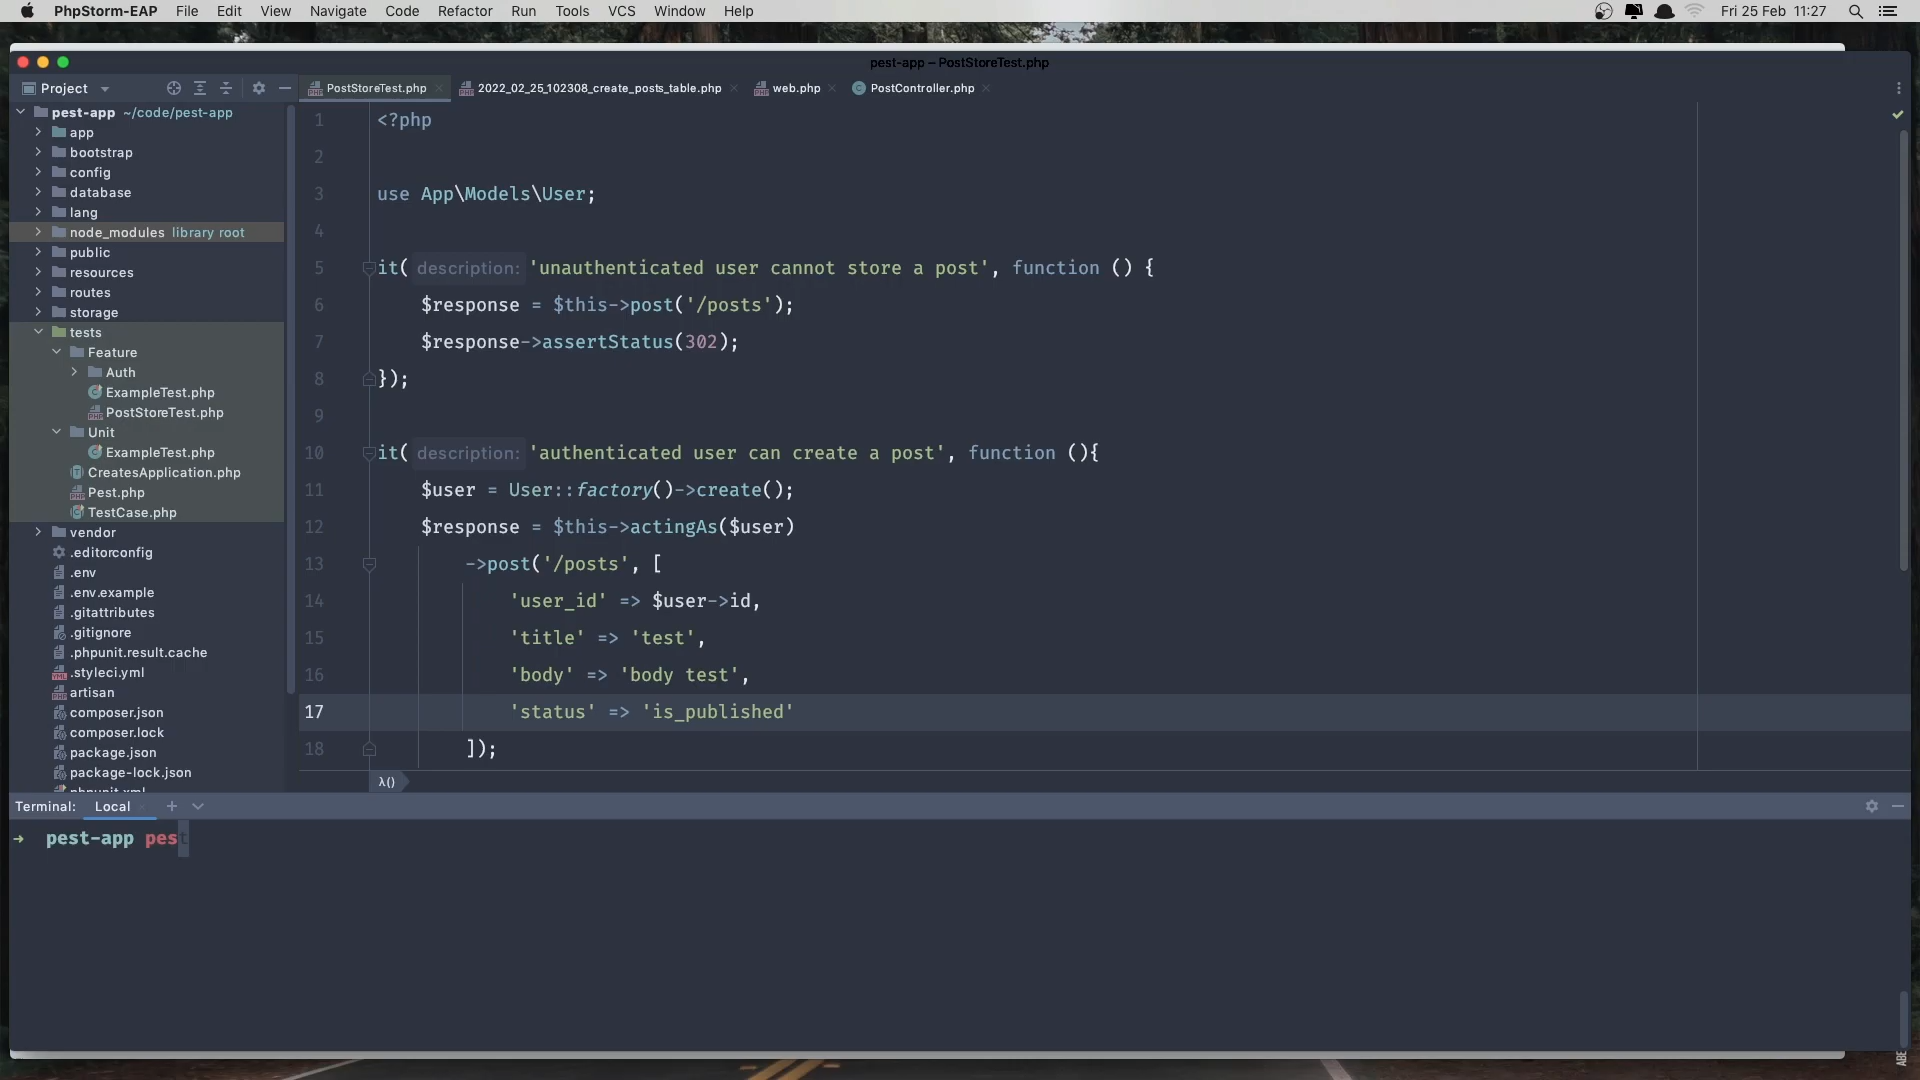 PhpStorm-EAP File Edit View Navigate Code Refactor Run Tools VCS Window Help Fri 25 Feb 11:27
pest-app – PostStoreTest.php
Project
PostStoreTest.php 2022_02_25_102308_create_posts_table.php web.php PostController.php
pest-app ~/code/pest-app
app
bootstrap
config
database
lang
node_modules library root
public
resources
routes
storage
tests
Feature
Auth
ExampleTest.php
PostStoreTest.php
Unit
ExampleTest.php
CreatesApplication.php
Pest.php
TestCase.php
vendor
.editorconfig
.env
.env.example
.gitattributes
.gitignore
.phpunit.result.cache
.styleci.yml
artisan
composer.json
composer.lock
package.json
package-lock.json
phpunit.xml
1 <?php
2
3 use App\Models\User;
4
5 it( description: 'unauthenticated user cannot store a post', function () {
6 $response = $this->post('/posts');
7 $response->assertStatus(302);
8 });
9
10 it( description: 'authenticated user can create a post', function (){
11 $user = User::factory()->create();
12 $response = $this->actingAs($user)
13 ->post('/posts', [
14 'user_id' => $user->id,
15 'title' => 'test',
16 'body' => 'body test',
17 'status' => 'is_published'
18 ]);
λ()
Terminal: Local
→ pest-app pest